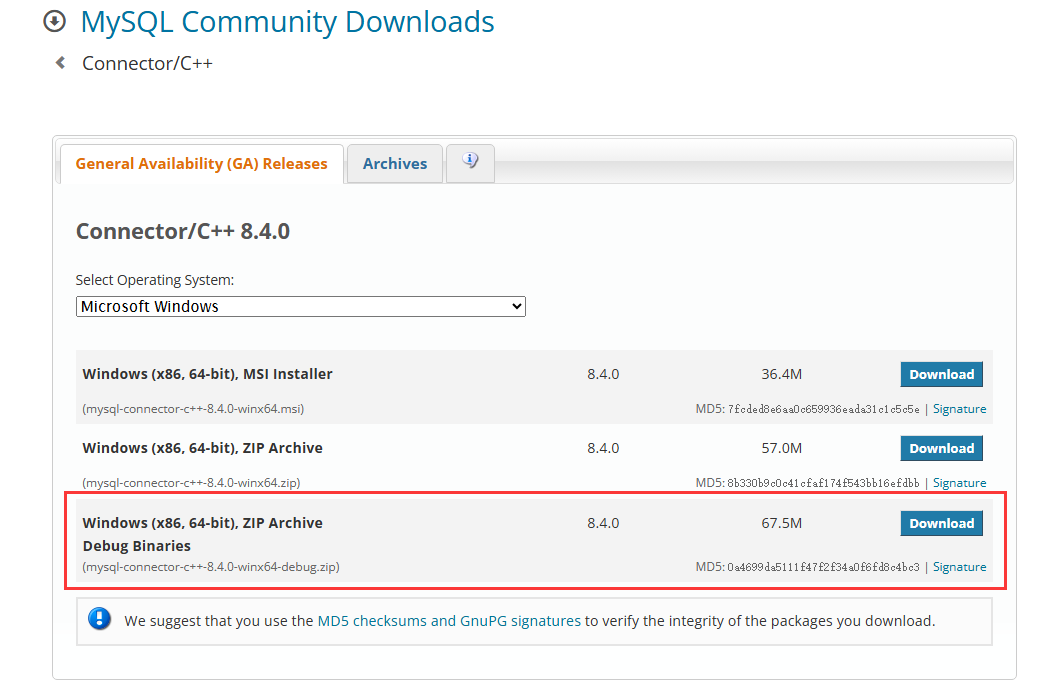 MySQL Community Downloads
Connector/C++
General Availability (GA) Releases Archives
Connector/C++ 8.4.0
Select Operating System:
Microsoft Windows
Windows (x86, 64-bit), MSI Installer 8.4.0 36.4M Download
(mysql-connector-c++-8.4.0-winx64.msi) MD5: 7fcded8e6aa0c659936eada31c1c5c5e | Signature
Windows (x86, 64-bit), ZIP Archive 8.4.0 57.0M Download
(mysql-connector-c++-8.4.0-winx64.zip) MD5: 8b330b9c0c41cfaf174f543bb16efdbb | Signature
Windows (x86, 64-bit), ZIP Archive 8.4.0 67.5M Download
Debug Binaries
(mysql-connector-c++-8.4.0-winx64-debug.zip) MD5: 0a4699da5111f47f2f34a0f6fd8c4bc3 | Signature
We suggest that you use the MD5 checksums and GnuPG signatures to verify the integrity of the packages you download.